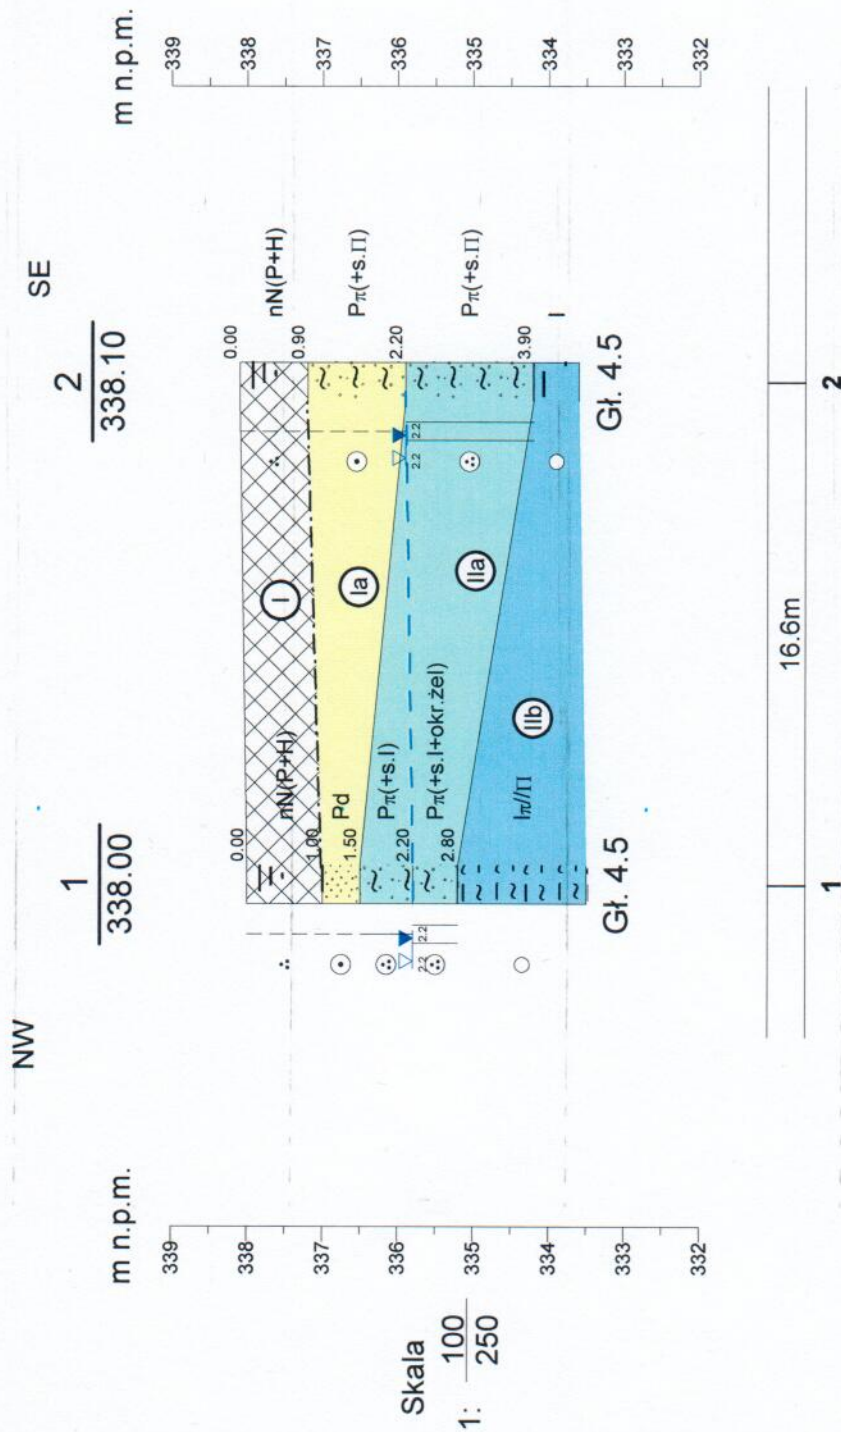 NW
SE
1
338.00
2
338.10
m n.p.m.
m n.p.m.
339
338
337
336
335
334
333
332
339
338
337
336
335
334
333
332
Skala
1: 100
250
0.00
1.00
1.50
2.20
2.80
nN(P+H)
Pd
Pπ(+s.I)
Pπ(+s.I+okr.żel)
Iπ//Π
I
Ia
IIa
IIb
2.2
2.2
2.2
2.2
0.00
0.90
2.20
3.90
nN(P+H)
Pπ(+s.Π)
Pπ(+s.Π)
I
Gł. 4.5
Gł. 4.5
16.6m
1
2